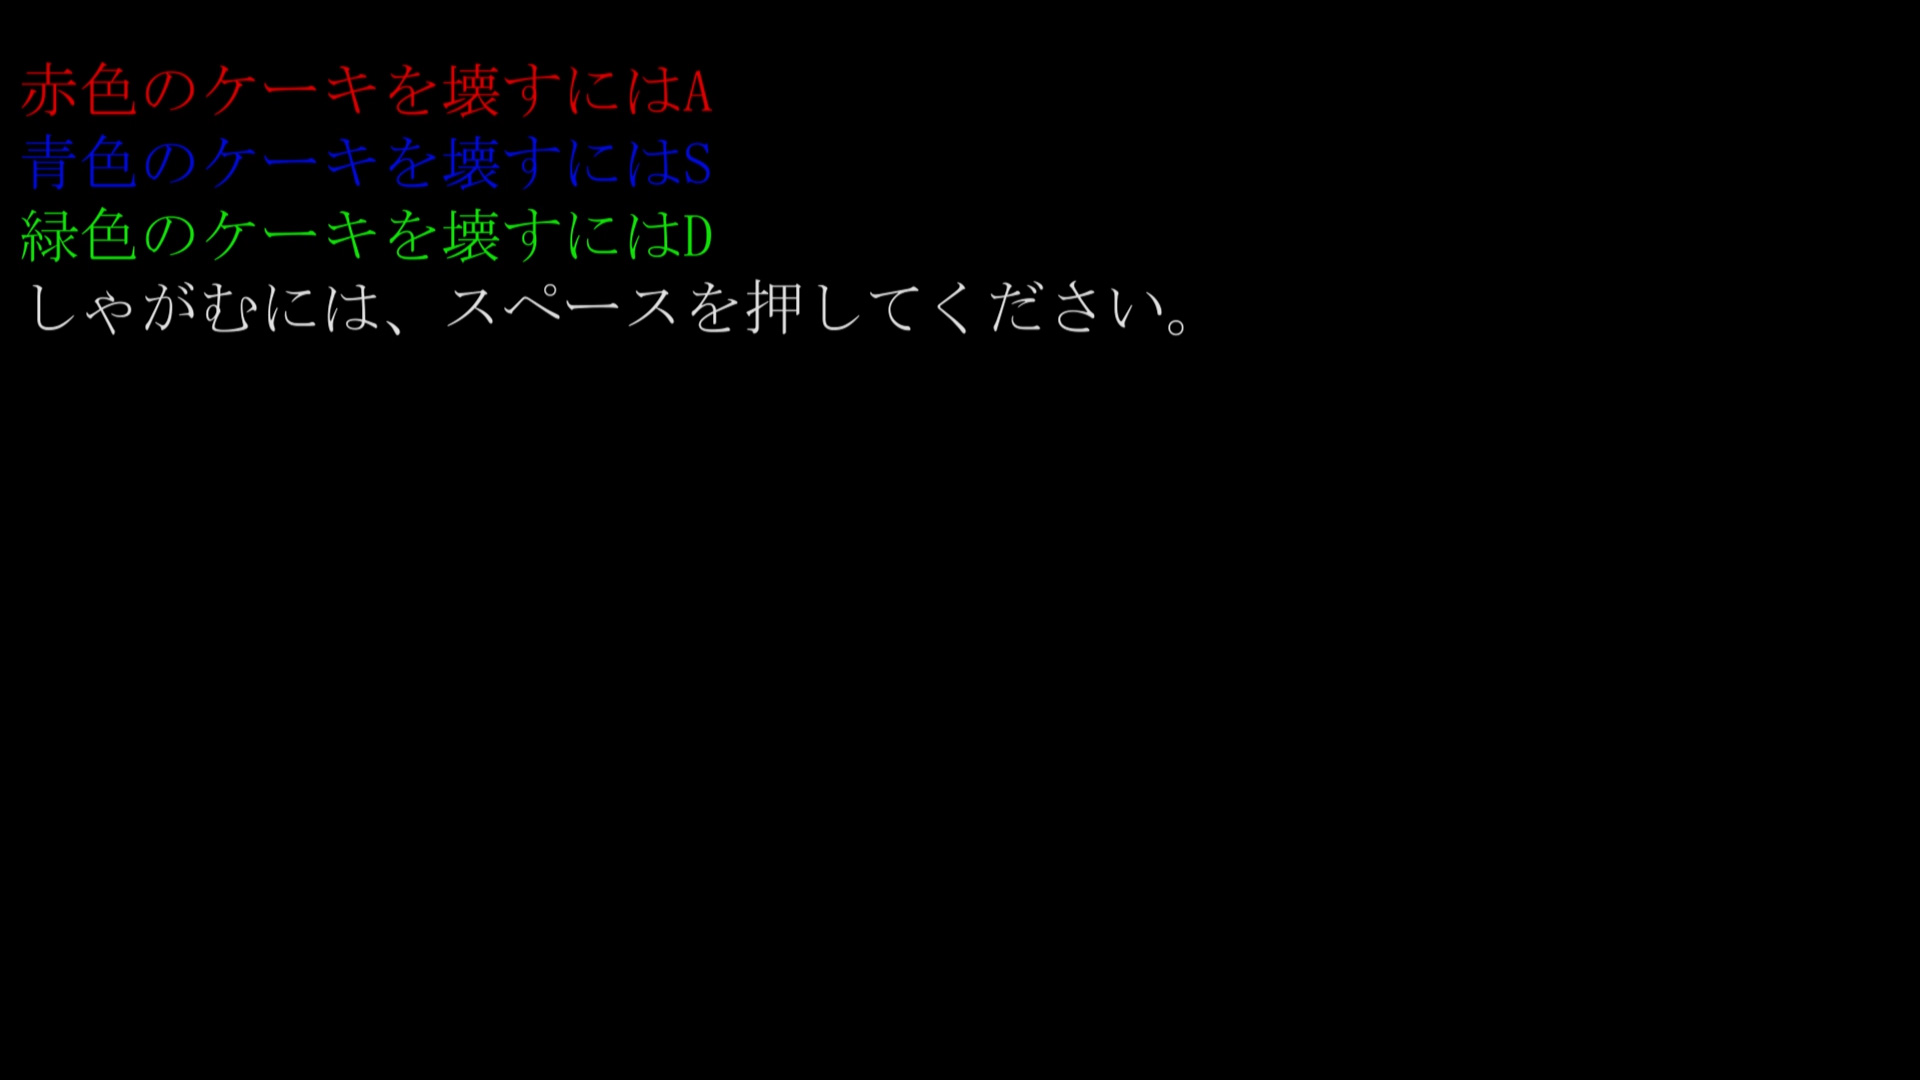 赤色のケーキを壊すにはA
青色のケーキを壊すにはS
緑色のケーキを壊すにはD
しゃがむには、スペースを押してください。